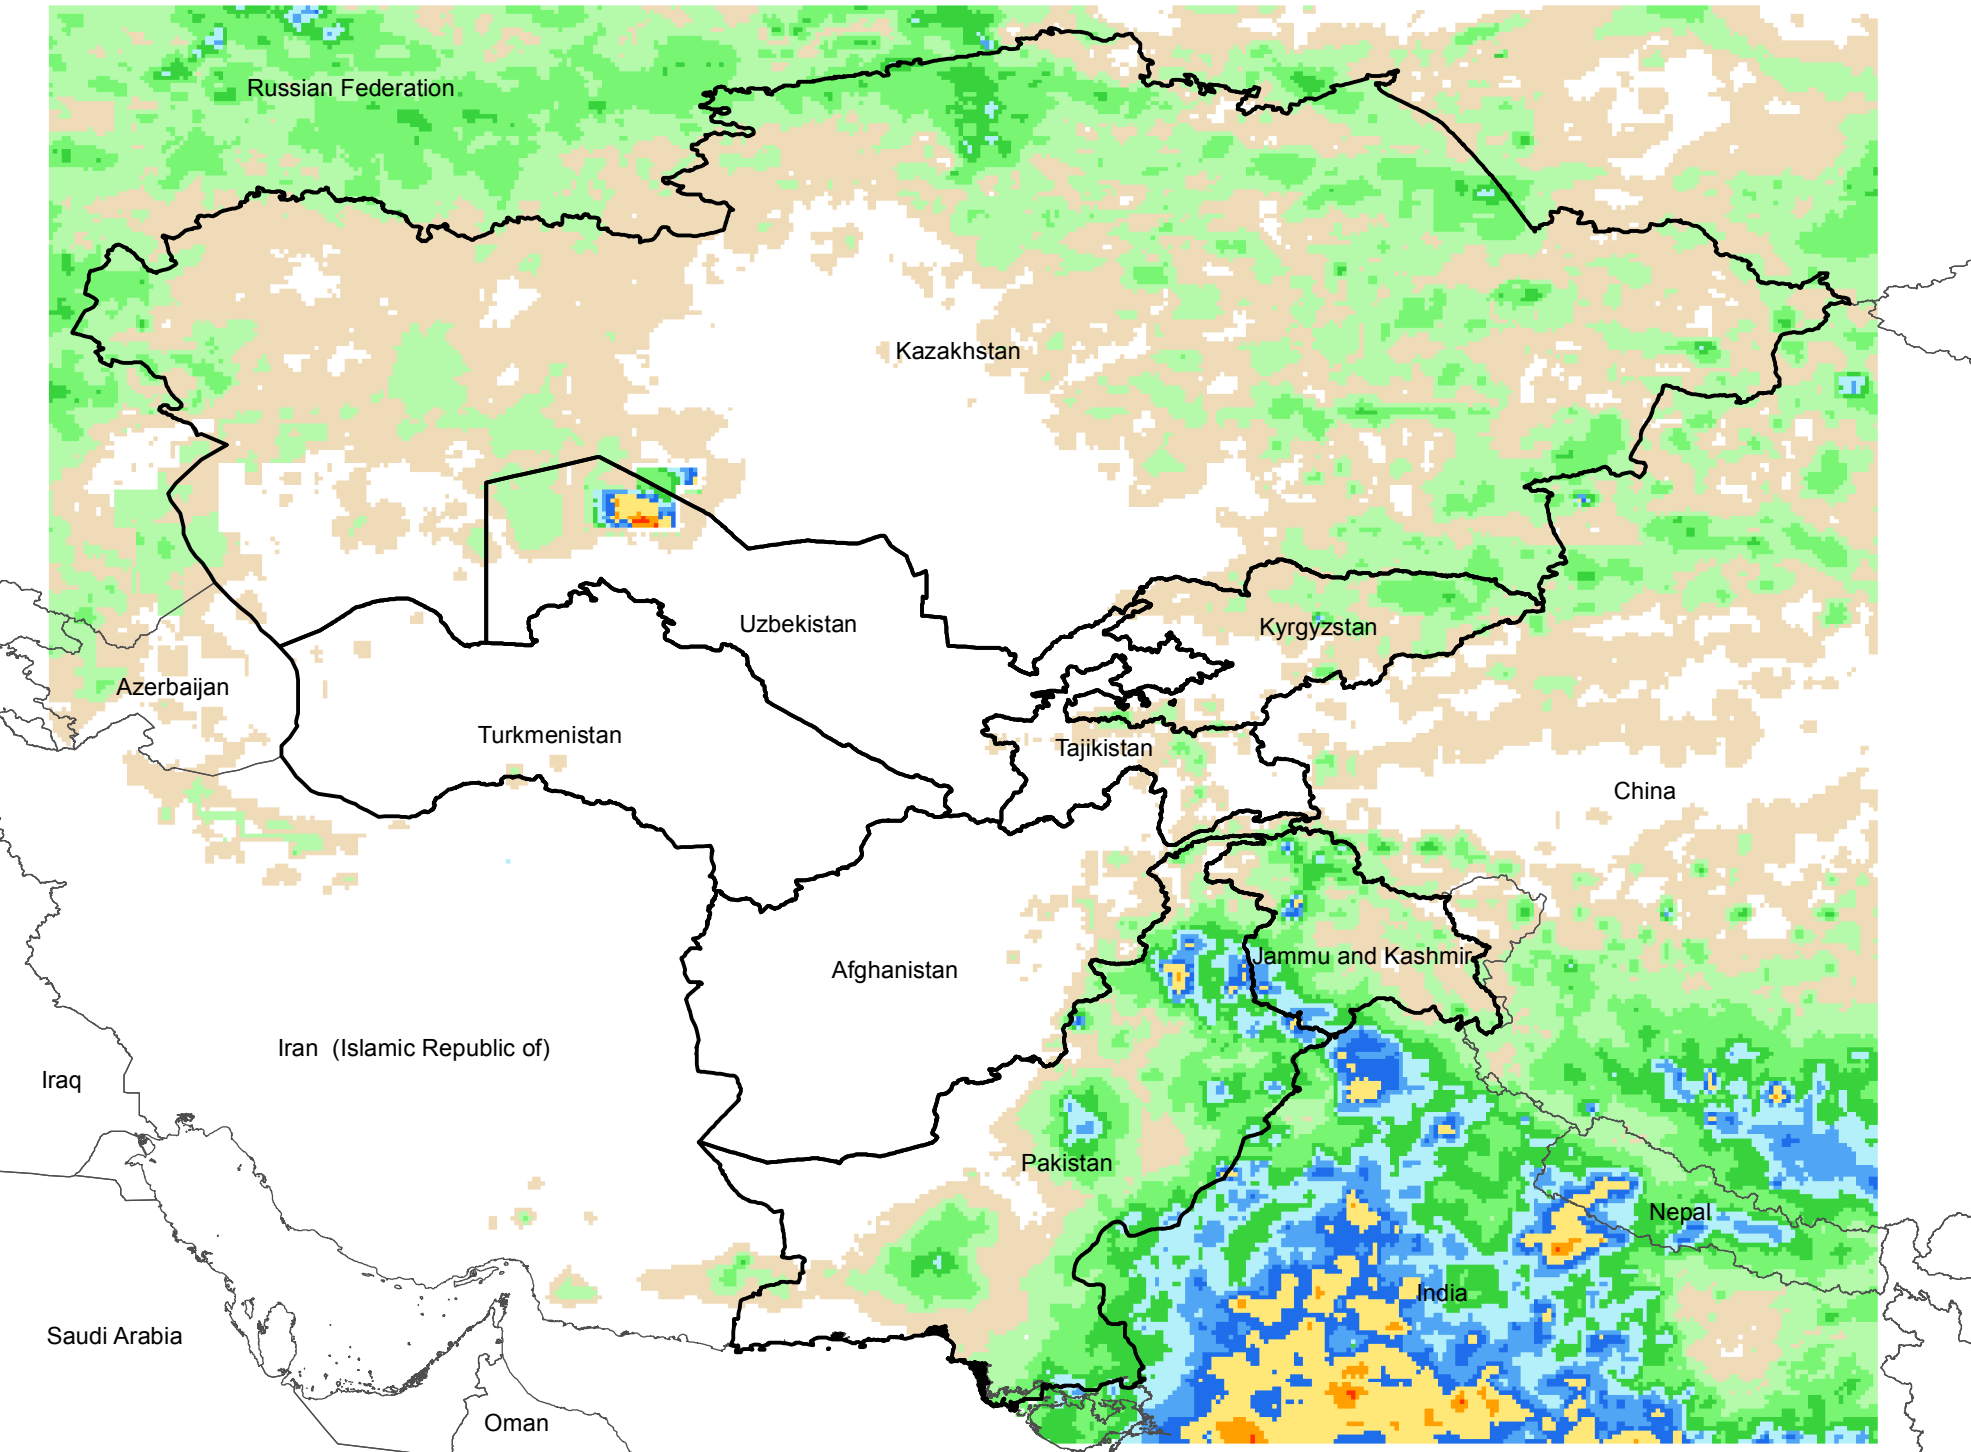 Russian Federation
Kazakhstan
Uzbekistan
Kyrgyzstan
Azerbaijan
Turkmenistan
Tajikistan
China
Afghanistan
Jammu and Kashmir
Iran  (Islamic Republic of)
Iraq
Pakistan
Nepal
India
Saudi Arabia
Oman